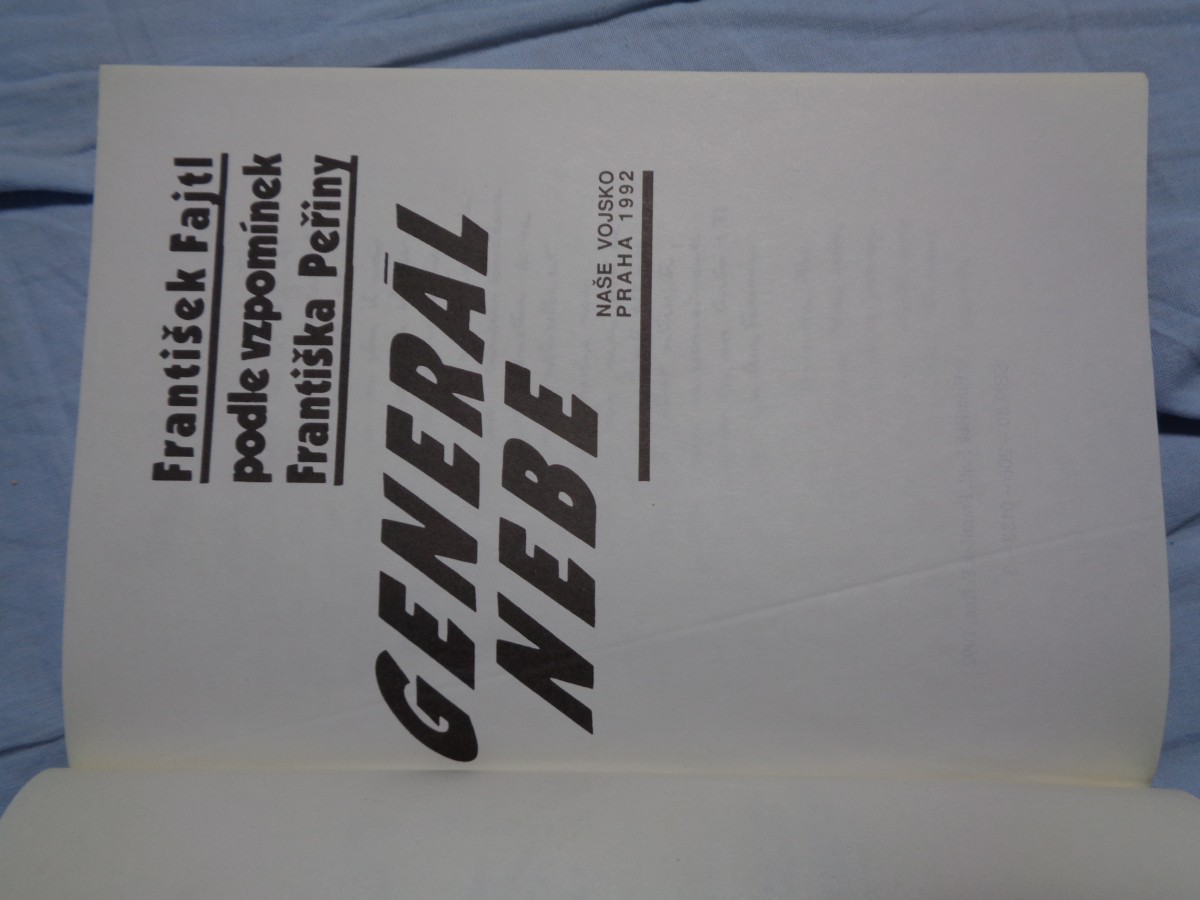 František Fajtl
podle vzpomínek
Františka Peřiny
GENERÁL
NEBE
NAŠE VOJSKO
PRAHA 1992